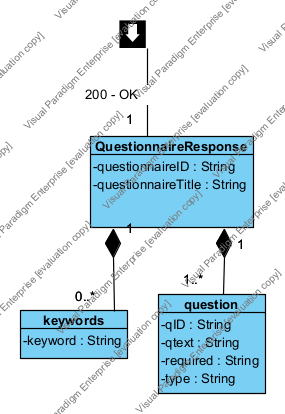 200 - OK
1
QuestionnaireResponse
-questionnaireID : String
-questionnaireTitle : String
1
1
0..*
1..*
keywords
-keyword : String
question
-qID : String
-qtext : String
-required : String
-type : String
Visual Paradigm Enterprise [evaluation copy]